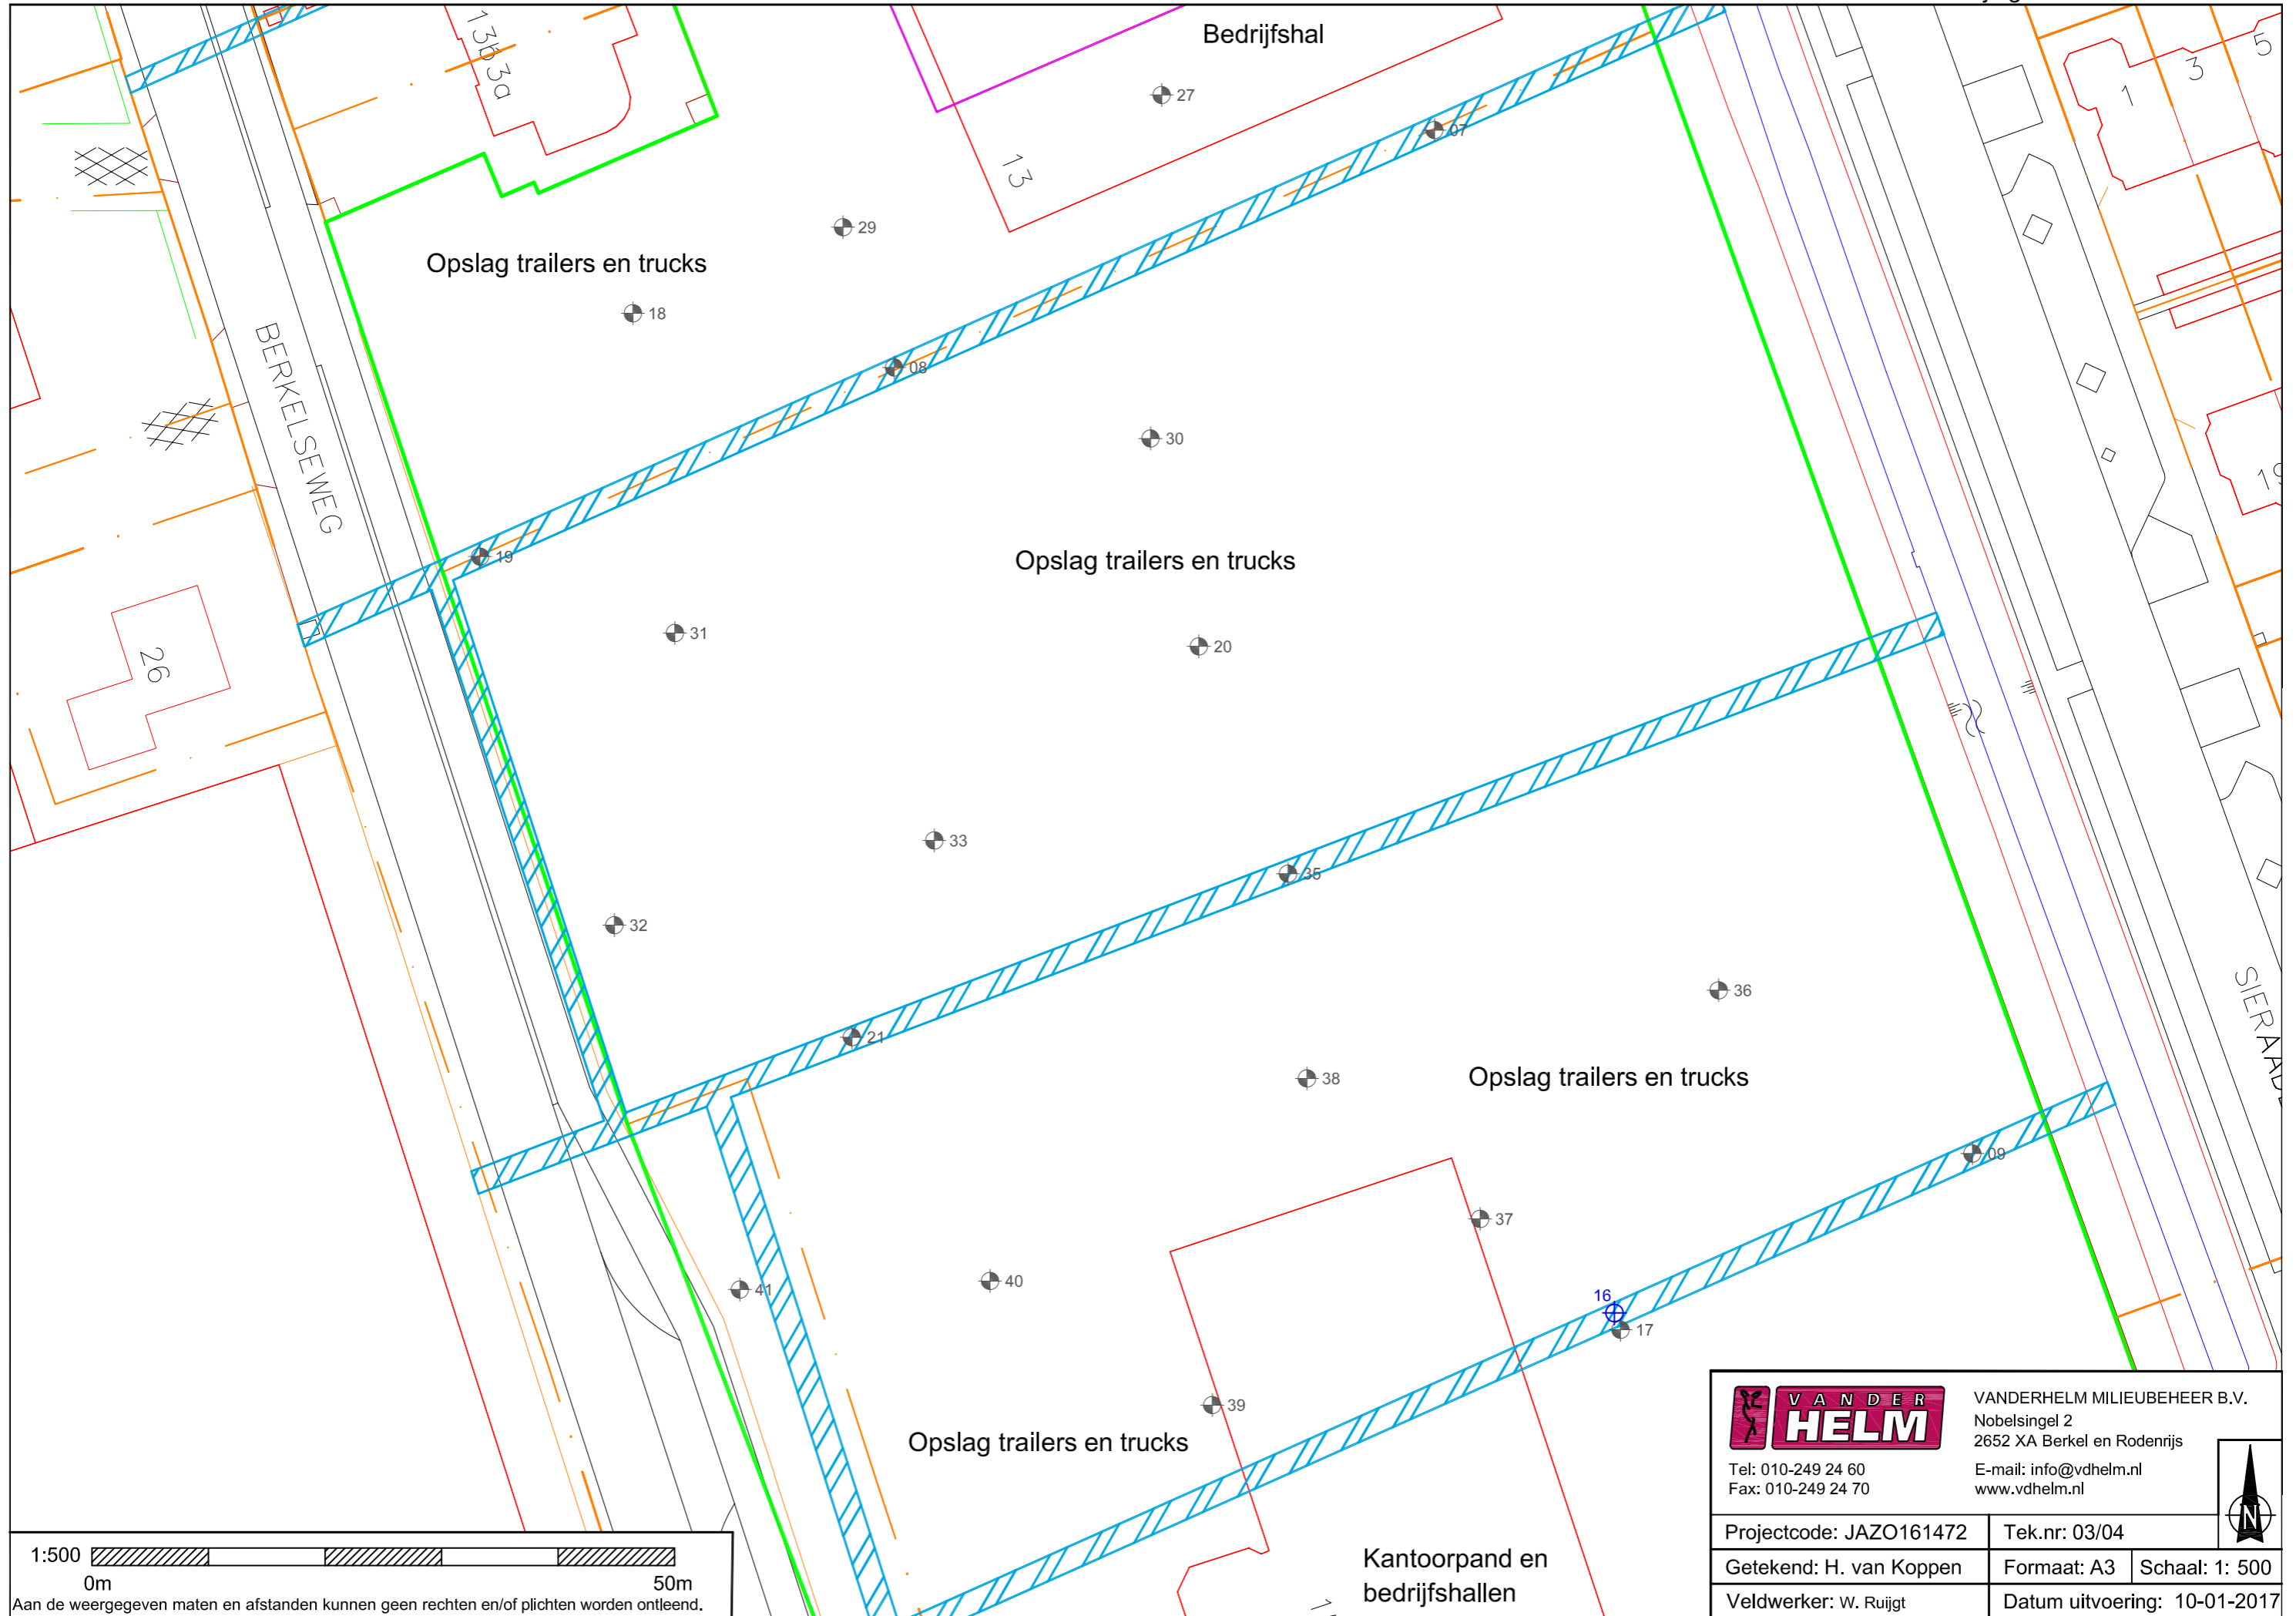 Bedrijfshal
13b3a
5
3
1
27
07
13
29
Opslag trailers en trucks
18
BERKELSEWEG
08
30
19
Opslag trailers en trucks
31
20
26
33
35
32
36
21
38
Opslag trailers en trucks
09
37
40
41
16
17
39
Opslag trailers en trucks
Kantoorpand en
bedrijfshallen
VANDER
HELM
VANDERHELM MILIEUBEHEER B.V.
Nobelsingel 2
2652 XA Berkel en Rodenrijs
Tel: 010-249 24 60
E-mail: info@vdhelm.nl
Fax: 010-249 24 70
www.vdhelm.nl
N
Projectcode: JAZO161472
Tek.nr: 03/04
Getekend: H. van Koppen
Formaat: A3
Schaal: 1: 500
Veldwerker: W. Ruijgt
Datum uitvoering: 10-01-2017
1:500
0m
50m
Aan de weergegeven maten en afstanden kunnen geen rechten en/of plichten worden ontleend.